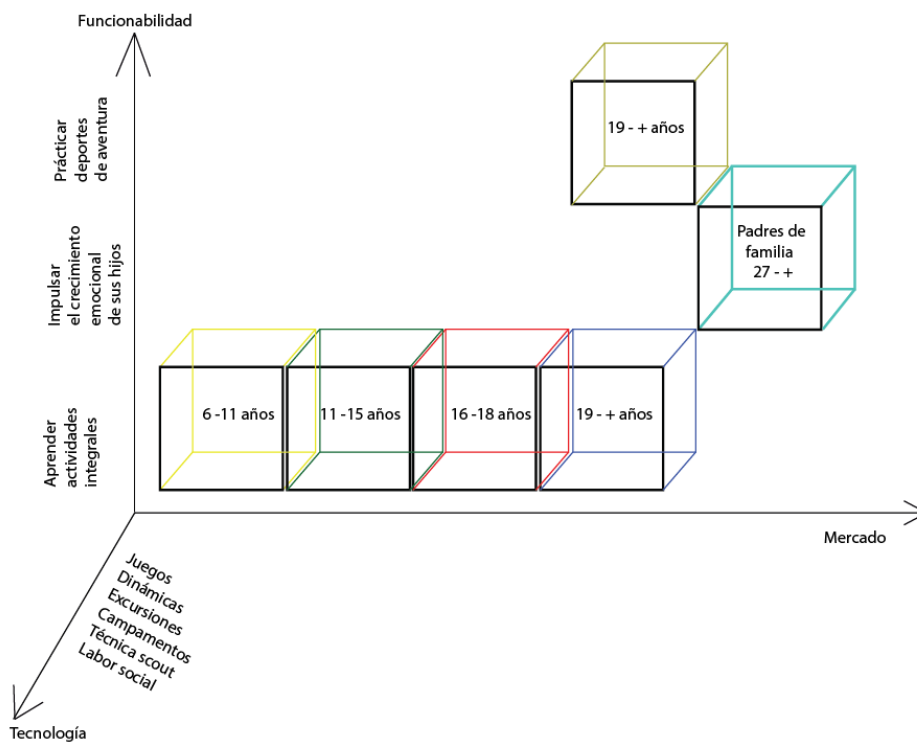 Funcionabilidad
Prácticar
deportes
de aventura
19 - + años
Padres de
familia
27 - +
Impulsar
el crecimiento
emocional
de sus hijos
Aprender
actividades
integrales
6 -11 años
11 -15 años
16 -18 años
19 - + años
Mercado
Juegos
Dinámicas
Excursiones
Campamentos
Técnica scout
Labor social
Tecnología